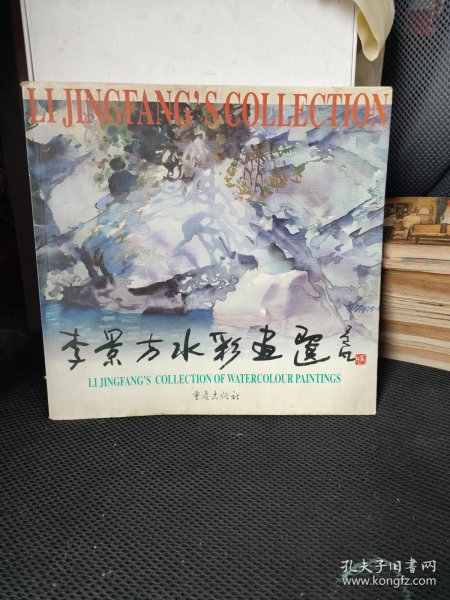 LI JINGFANG'S COLLECTION
李景方水彩画选
LI JINGFANG'S COLLECTION OF WATERCOLOUR PAINTINGS
重庆出版社
孔夫子旧书网
www.kongfz.com